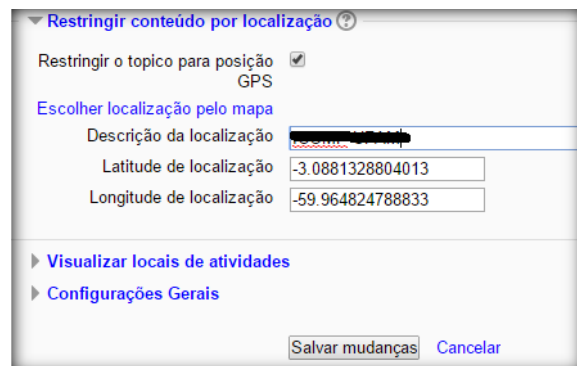 Restringir conteúdo por localização ?
Restringir o topico para posição
GPS
Escolher localização pelo mapa
Descrição da localização
Latitude de localização -3.0881328804013
Longitude de localização -59.964824788833
Visualizar locais de atividades
Configurações Gerais
Salvar mudanças Cancelar